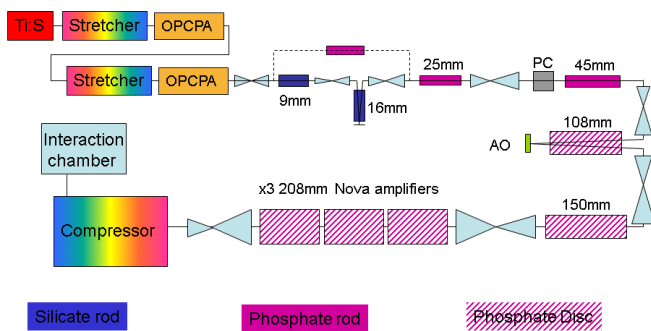 Ti:S
Stretcher
OPCPA
Stretcher
OPCPA
9mm
16mm
25mm
PC
45mm
AO
108mm
Interaction
chamber
x3 208mm Nova amplifiers
150mm
Compressor
Silicate rod
Phosphate rod
Phosphate Disc